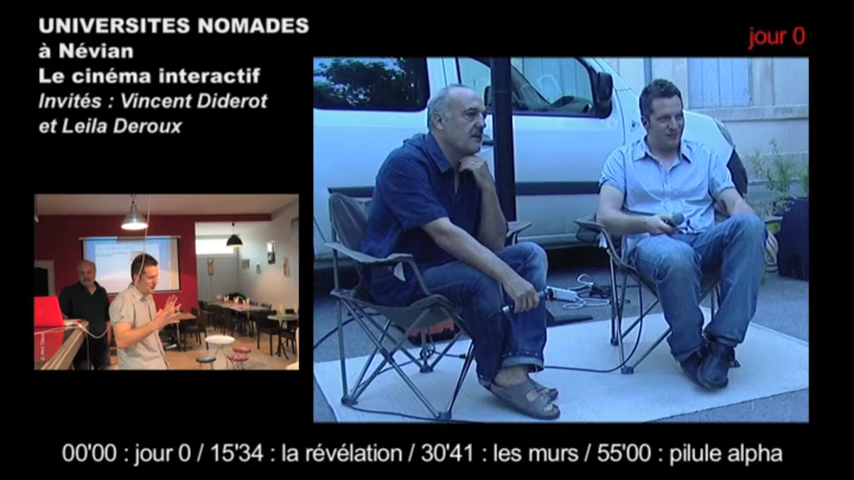 UNIVERSITES NOMADES
à Névian
Le cinéma interactif
Invités : Vincent Diderot
et Leila Deroux
jour 0
00'00 : jour 0 / 15'34 : la révélation / 30'41 : les murs / 55'00 : pilule alpha